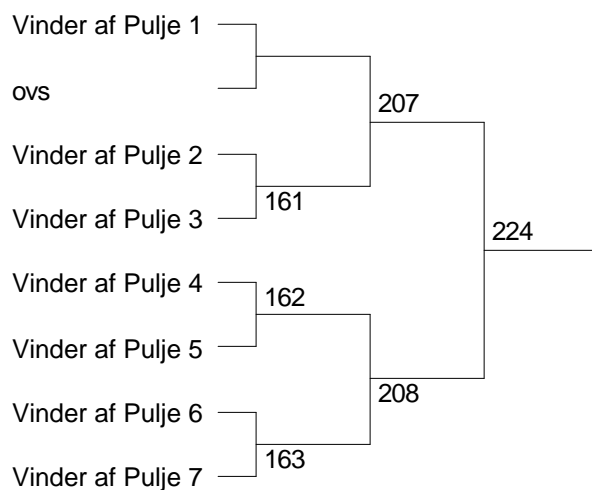 Vinder af Pulje 1
ovs
207
Vinder af Pulje 2
161
Vinder af Pulje 3
224
Vinder af Pulje 4
162
Vinder af Pulje 5
208
Vinder af Pulje 6
163
Vinder af Pulje 7